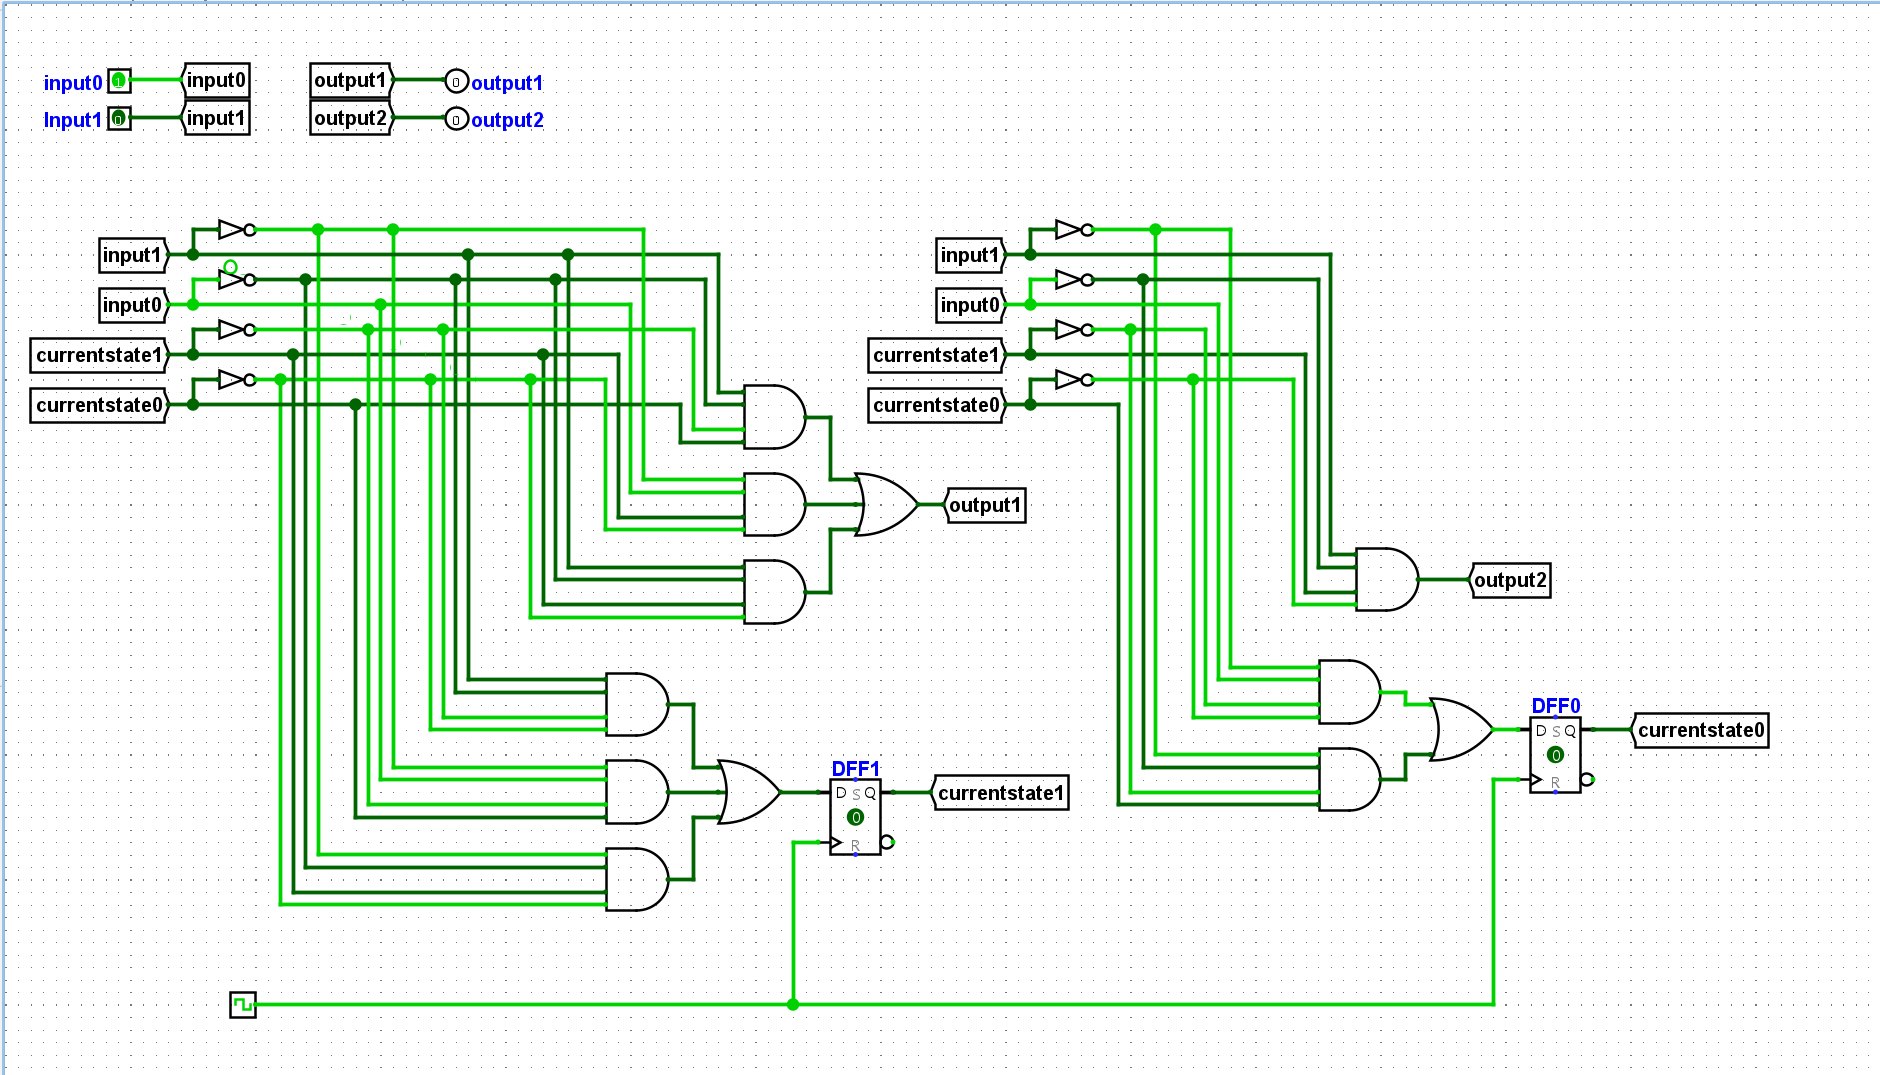 input0 1 input0 output1 0 output1
Input1 0 input1 output2 0 output2
input1 input1
input0 input0
currentstate1 currentstate1
currentstate0 currentstate0
output1
output2
DFF0
D S Q currentstate0
0
R
DFF1
D S Q currentstate1
0
R